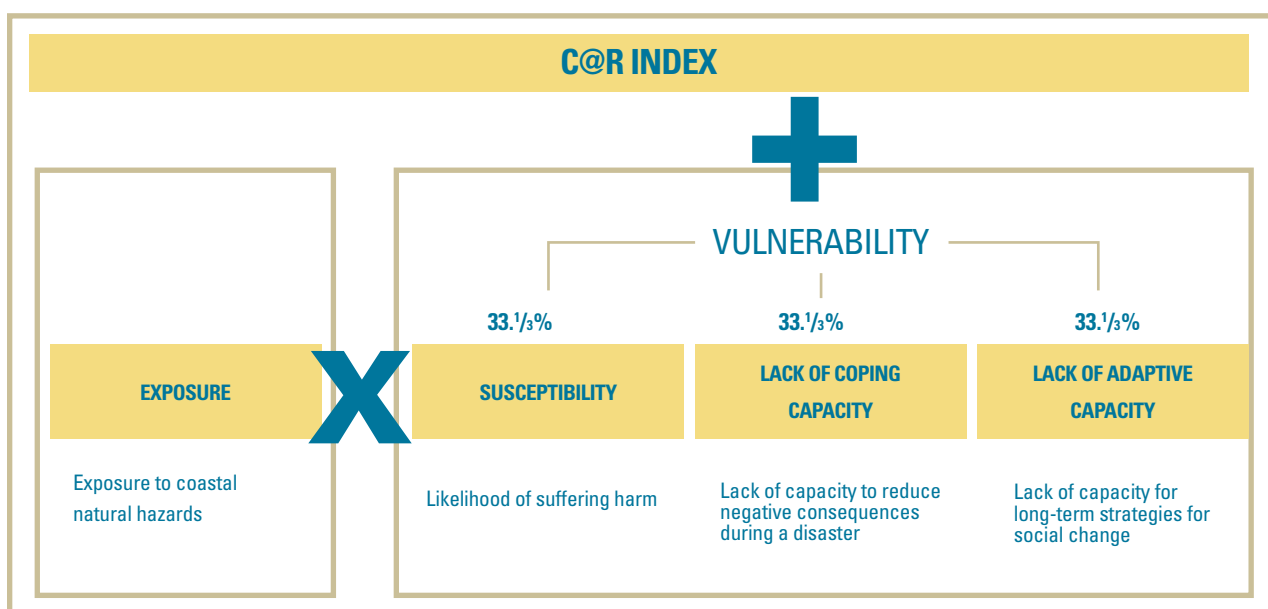 C@R INDEX
VULNERABILITY
33.¹/₃%
33.¹/₃%
33.¹/₃%
EXPOSURE
X
SUSCEPTIBILITY
LACK OF COPING
CAPACITY
LACK OF ADAPTIVE
CAPACITY
Exposure to coastal
natural hazards
Likelihood of suffering harm
Lack of capacity to reduce
negative consequences
during a disaster
Lack of capacity for
long-term strategies for
social change